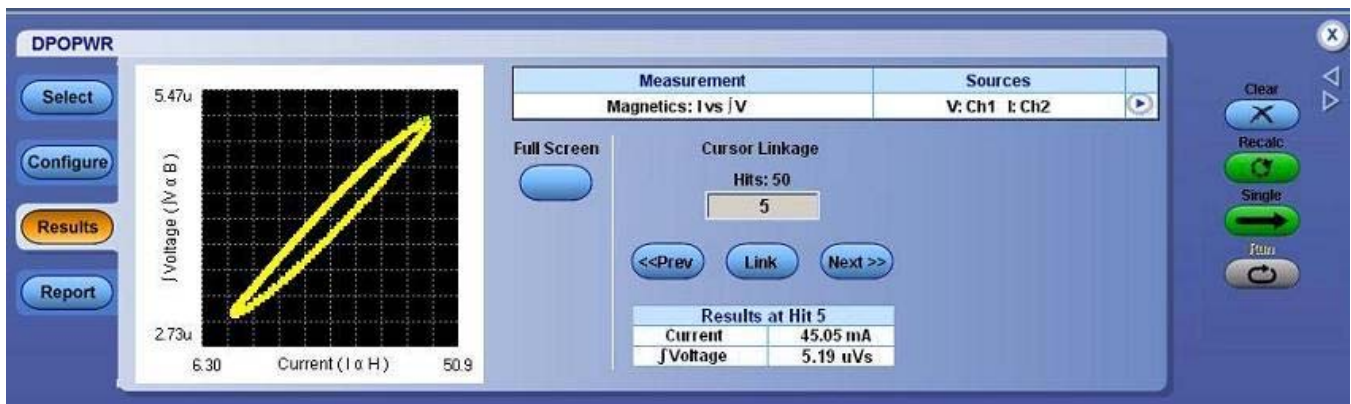 DPOPWR
Select
Configure
Results
Report
5.47u
∫Voltage (∫V α B)
2.73u
6.30
Current ( I α H )
50.9
Measurement
Sources
Magnetics: I vs ∫V
V: Ch1 I: Ch2
Full Screen
Cursor Linkage
Hits: 50
5
<<Prev
Link
Next >>
Results at Hit 5
Current
45.05 mA
∫Voltage
5.19 uVs
X
Clear
Recalc
Single
Run